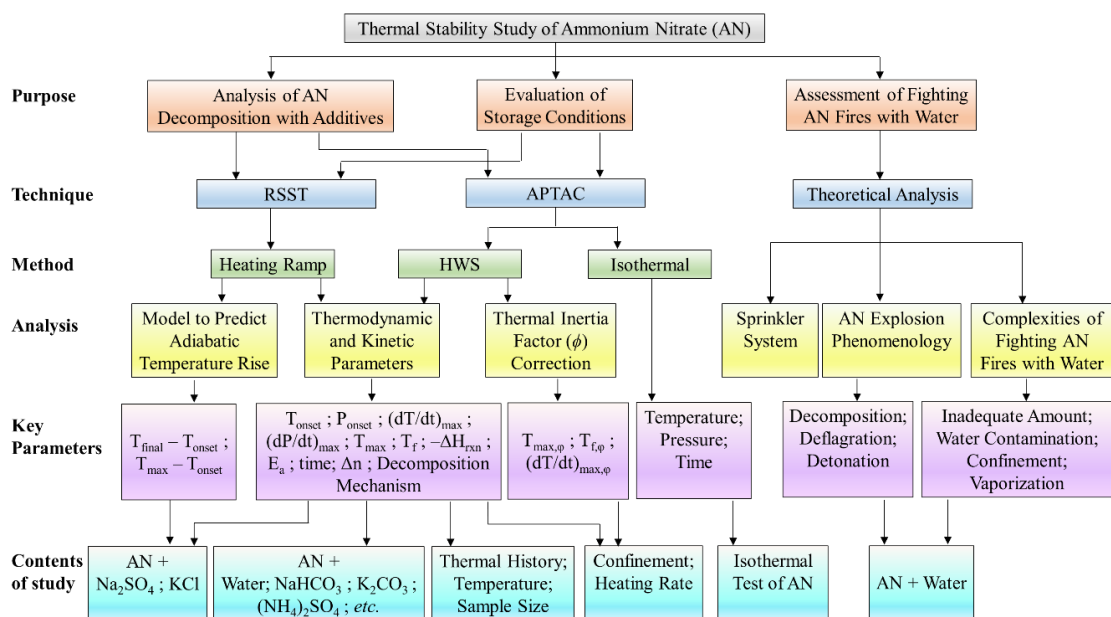 Thermal Stability Study of Ammonium Nitrate (AN)
Purpose
Analysis of AN
Decomposition with Additives
Evaluation of
Storage Conditions
Assessment of Fighting
AN Fires with Water
Technique
RSST
APTAC
Theoretical Analysis
Method
Heating Ramp
HWS
Isothermal
Analysis
Model to Predict
Adiabatic
Temperature Rise
Thermodynamic
and Kinetic
Parameters
Thermal Inertia
Factor (ϕ)
Correction
Sprinkler
System
AN Explosion
Phenomenology
Complexities of
Fighting AN
Fires with Water
Key
Parameters
T_final – T_onset ;
T_max – T_onset
T_onset ; P_onset ; (dT/dt)_max ;
(dP/dt)_max ; T_max ; T_f ; –ΔH_rxn ;
E_a ; time; Δn ; Decomposition
Mechanism
T_max,φ ; T_f,φ ;
(dT/dt)_max,φ
Temperature;
Pressure;
Time
Decomposition;
Deflagration;
Detonation
Inadequate Amount;
Water Contamination;
Confinement;
Vaporization
Contents
of study
AN +
Na₂SO₄ ; KCl
AN +
Water; NaHCO₃ ; K₂CO₃ ;
(NH₄)₂SO₄ ; etc.
Thermal History;
Temperature;
Sample Size
Confinement;
Heating Rate
Isothermal
Test of AN
AN + Water